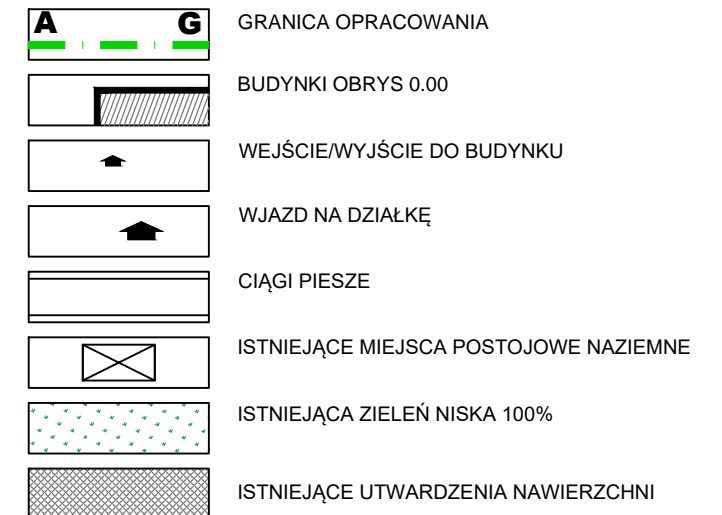 A G GRANICA OPRACOWANIA
BUDYNKI OBRYS 0.00
WEJŚCIE/WYJŚCIE DO BUDYNKU
WJAZD NA DZIAŁKĘ
CIĄGI PIESZE
ISTNIEJĄCE MIEJSCA POSTOJOWE NAZIEMNE
ISTNIEJĄCA ZIELEŃ NISKA 100%
ISTNIEJĄCE UTWARDZENIA NAWIERZCHNI